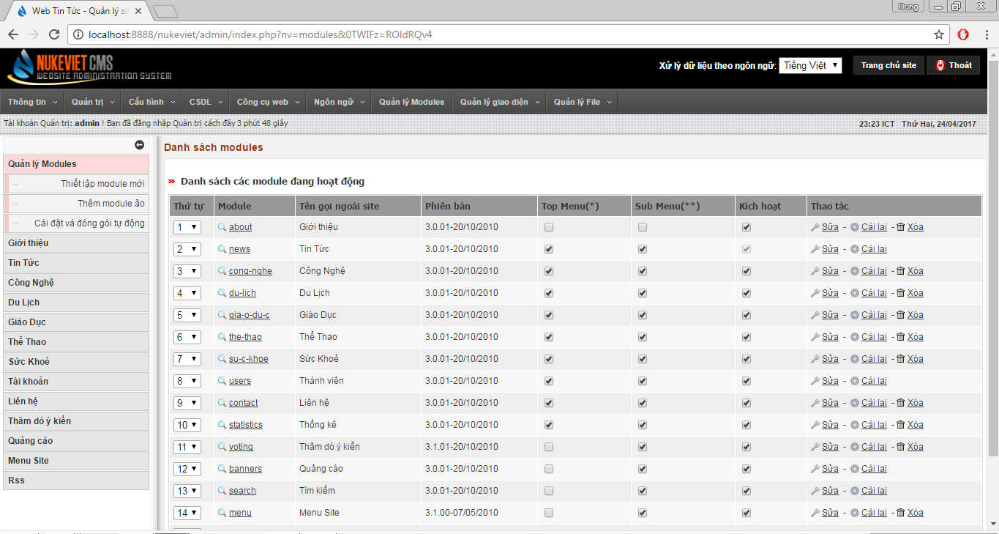 Web Tin Tức - Quản lý si
Dung
localhost:8888/nukeviet/admin/index.php?nv=modules&0TWIFz=ROldRQv4
NUKEVIET CMS
WEBSITE ADMINISTRATION SYSTEM
Xử lý dữ liệu theo ngôn ngữ: Tiếng Việt Trang chủ site Thoát
Thông tin Quản trị Cấu hình CSDL Công cụ web Ngôn ngữ Quản lý Modules Quản lý giao diện Quản lý File
Tài khoản Quản trị: admin ! Bạn đã đăng nhập Quản trị cách đây 3 phút 48 giây
23:23 ICT Thứ Hai, 24/04/2017
Quản lý Modules
Thiết lập module mới
Thêm module ảo
Cài đặt và đóng gói tự động
Giới thiệu
Tin Tức
Công Nghệ
Du Lịch
Giáo Dục
Thể Thao
Sức Khoẻ
Tài khoản
Liên hệ
Thăm dò ý kiến
Quảng cáo
Menu Site
Rss
Danh sách modules
Danh sách các module đang hoạt động
Thứ tự Module Tên gọi ngoài site Phiên bản Top Menu(*) Sub Menu(**) Kích hoạt Thao tác
1 about Giới thiệu 3.0.01-20/10/2010 Sửa - Cài lại - Xóa
2 news Tin Tức 3.0.01-20/10/2010 Sửa - Cài lại
3 cong-nghe Công Nghệ 3.0.01-20/10/2010 Sửa - Cài lại - Xóa
4 du-lich Du Lịch 3.0.01-20/10/2010 Sửa - Cài lại - Xóa
5 gia-o-du-c Giáo Dục 3.0.01-20/10/2010 Sửa - Cài lại - Xóa
6 the-thao Thể Thao 3.0.01-20/10/2010 Sửa - Cài lại - Xóa
7 su-c-khoe Sức Khoẻ 3.0.01-20/10/2010 Sửa - Cài lại - Xóa
8 users Thành viên 3.0.01-20/10/2010 Sửa - Cài lại
9 contact Liên hệ 3.0.01-20/10/2010 Sửa - Cài lại - Xóa
10 statistics Thống kê 3.0.01-20/10/2010 Sửa - Cài lại - Xóa
11 voting Thăm dò ý kiến 3.1.01-20/10/2010 Sửa - Cài lại - Xóa
12 banners Quảng cáo 3.0.01-20/10/2010 Sửa - Cài lại
13 search Tìm kiếm 3.0.01-20/10/2010 Sửa - Cài lại
14 menu Menu Site 3.1.00-07/05/2010 Sửa - Cài lại - Xóa